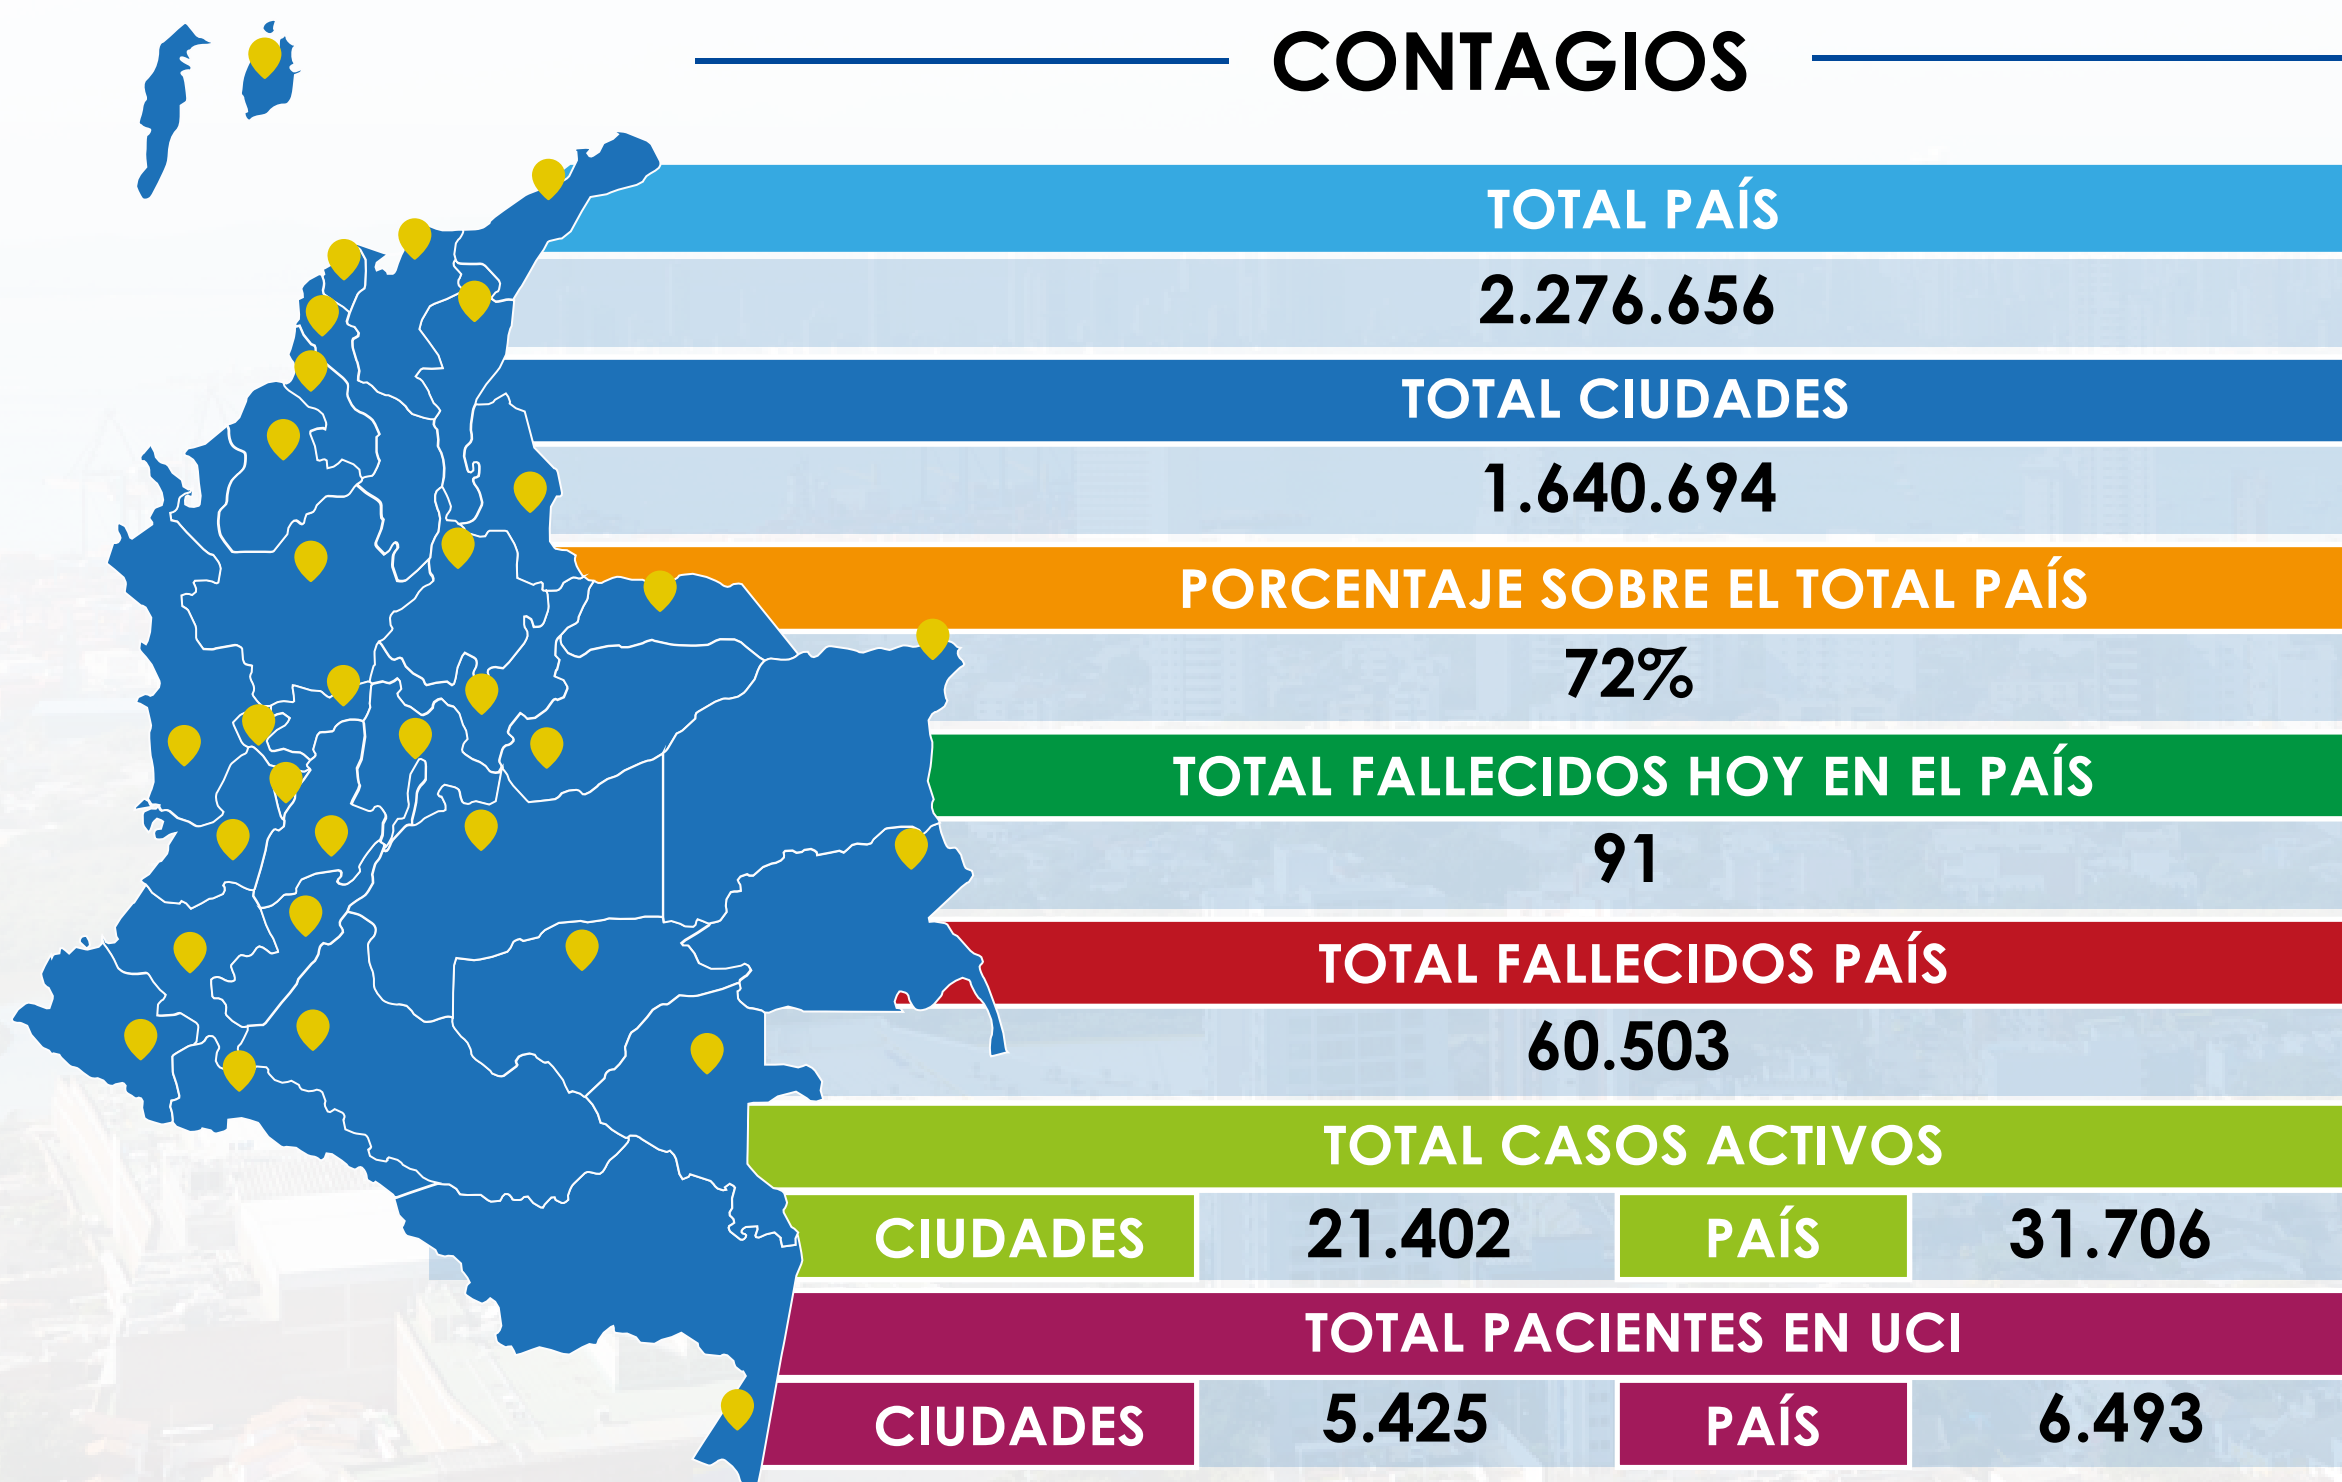 CONTAGIOS
TOTAL PAÍS
2.276.656
TOTAL CIUDADES
1.640.694
PORCENTAJE SOBRE EL TOTAL PAÍS
72%
TOTAL FALLECIDOS HOY EN EL PAÍS
91
TOTAL FALLECIDOS PAÍS
60.503
TOTAL CASOS ACTIVOS
CIUDADES 21.402 PAÍS 31.706
TOTAL PACIENTES EN UCI
CIUDADES 5.425 PAÍS 6.493